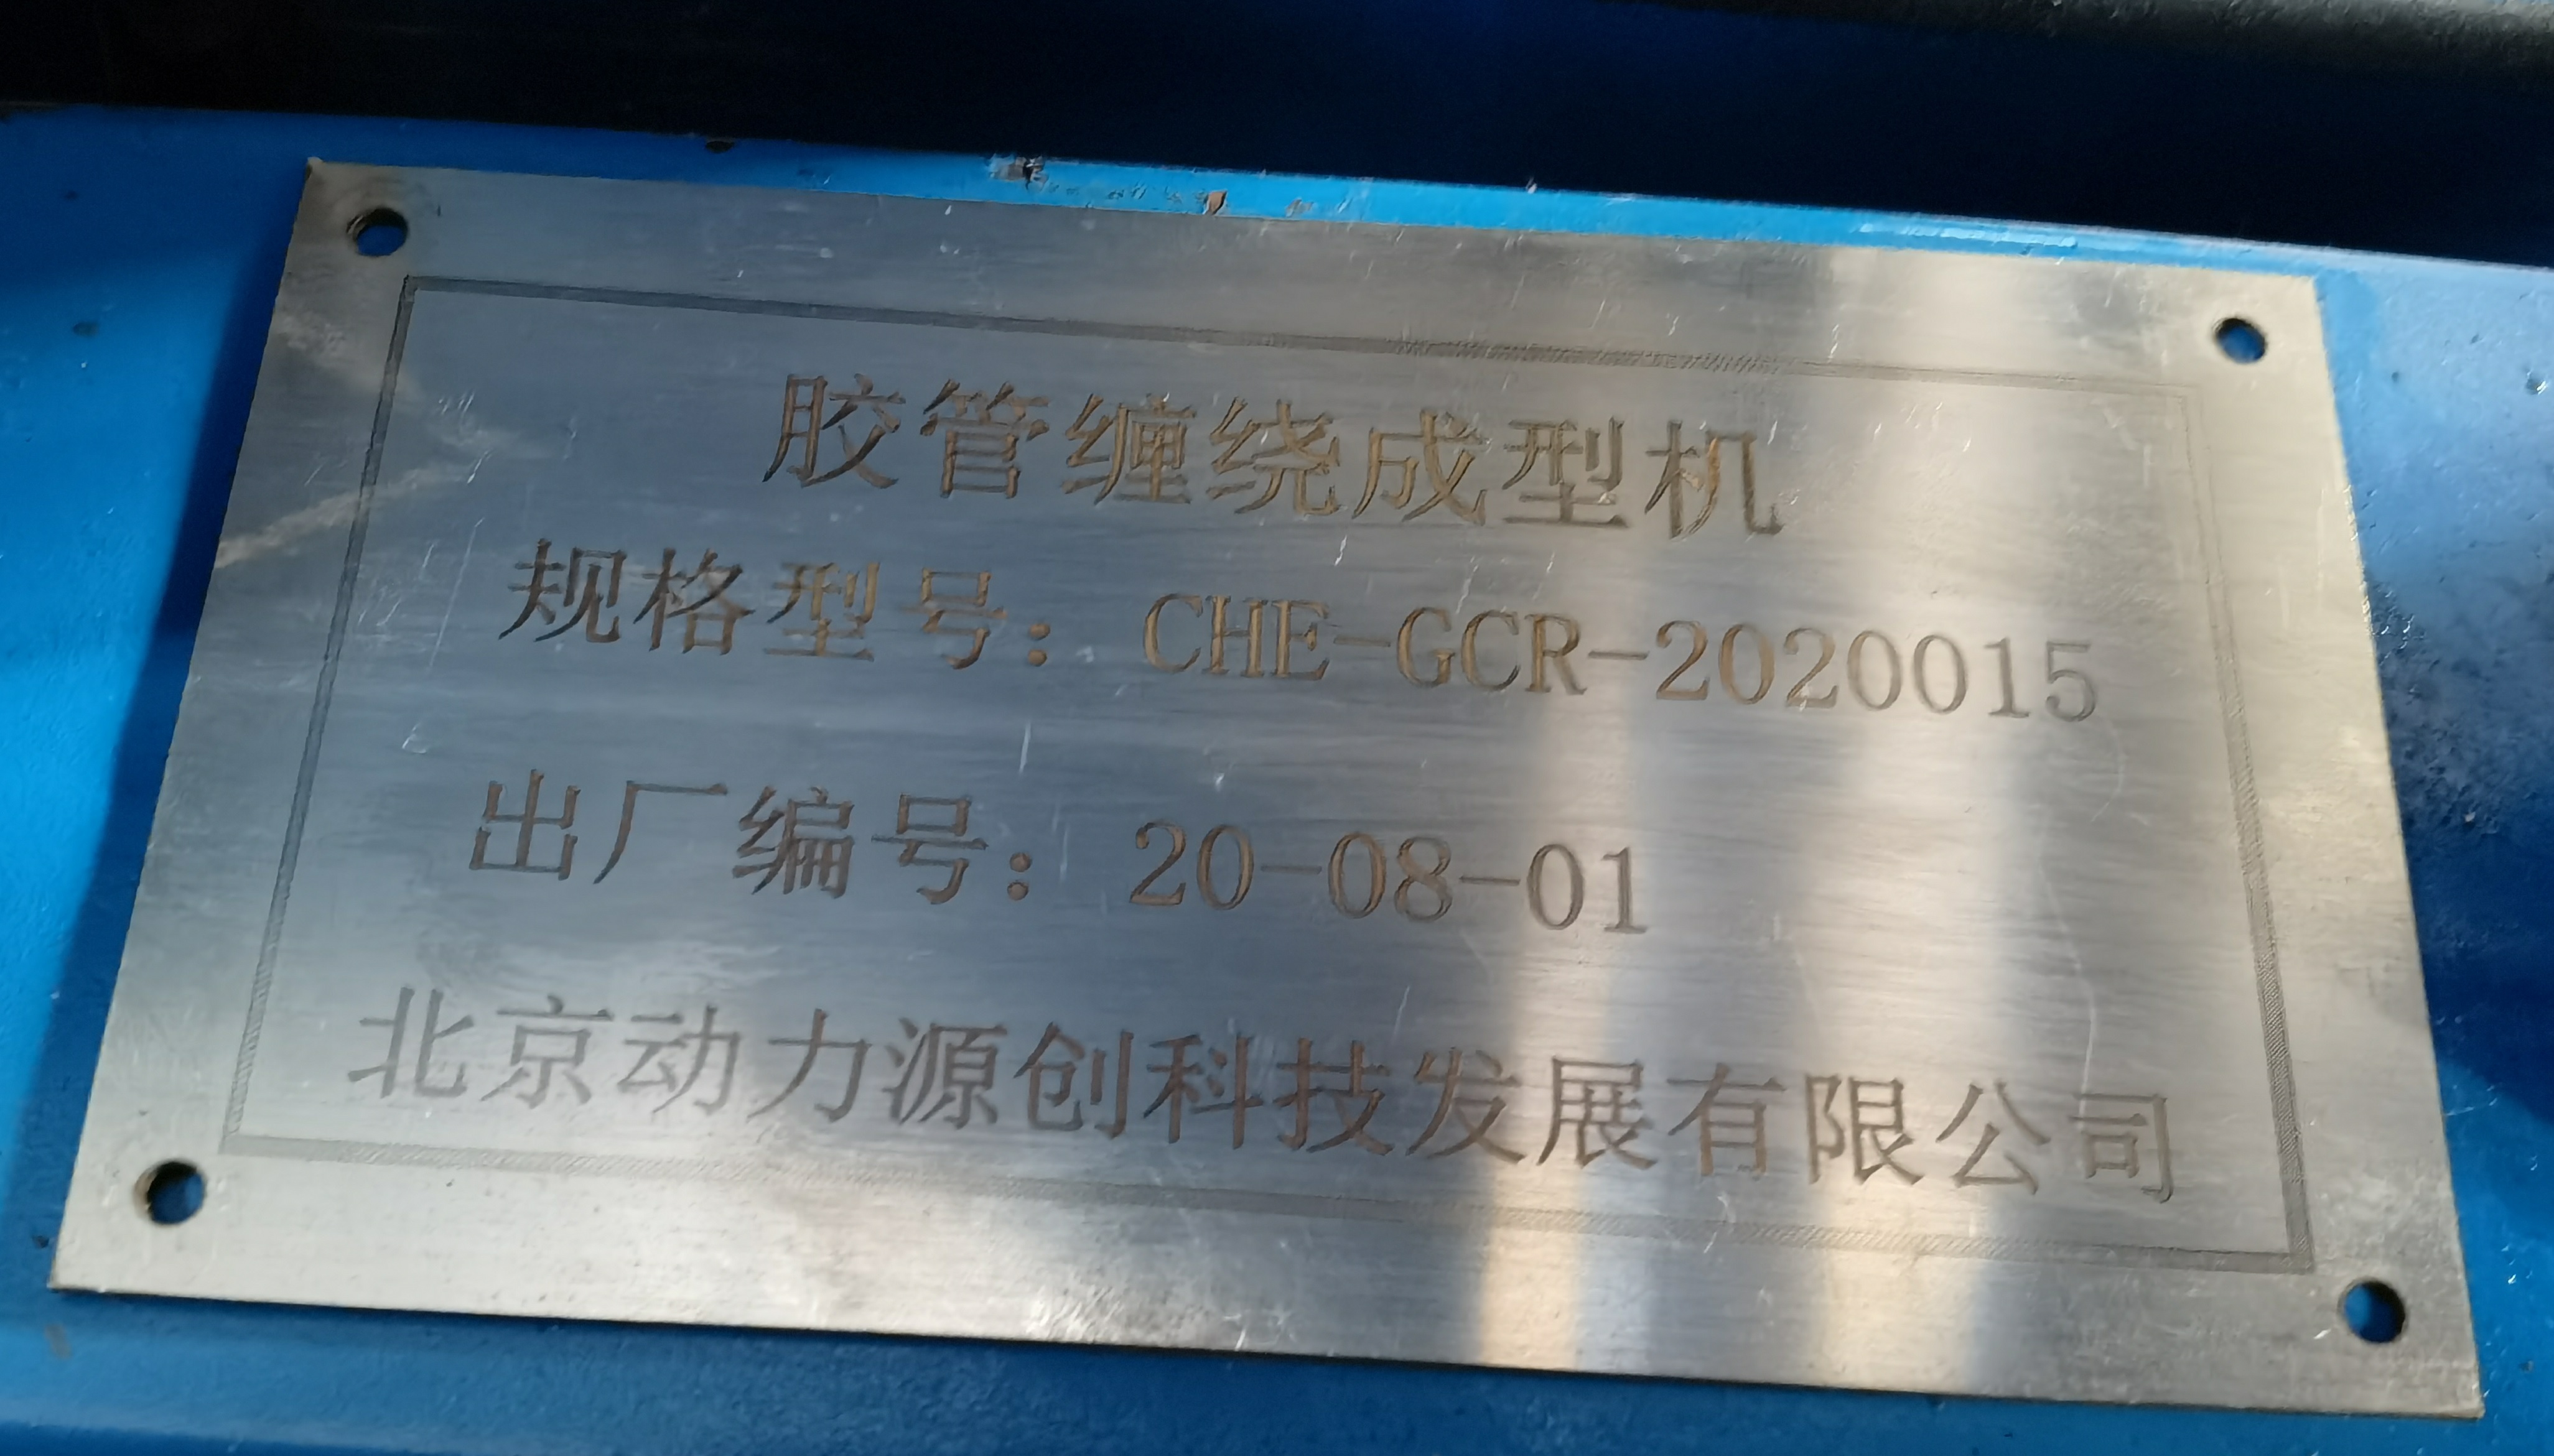 胶管缠绕成型机
规格型号：CHE-GCR-2020015
出厂编号：20-08-01
北京动力源创科技发展有限公司